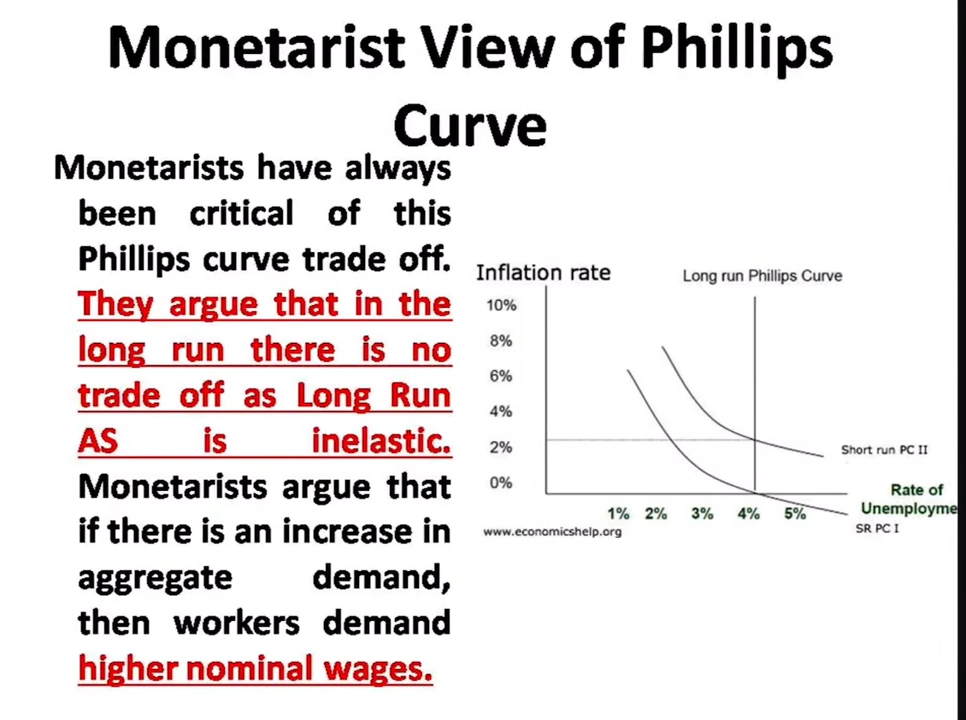 Monetarist View of Phillips
Curve
Monetarists have always
been critical of this
Phillips curve trade off.
They argue that in the
long run there is no
trade off as Long Run
AS is inelastic.
Monetarists argue that
if there is an increase in
aggregate demand,
then workers demand
higher nominal wages.
Inflation rate
Long run Phillips Curve
10%
8%
6%
4%
2%
0%
Short run PC II
Rate of
Unemployme
SR PC I
1% 2% 3% 4% 5%
www.economicshelp.org